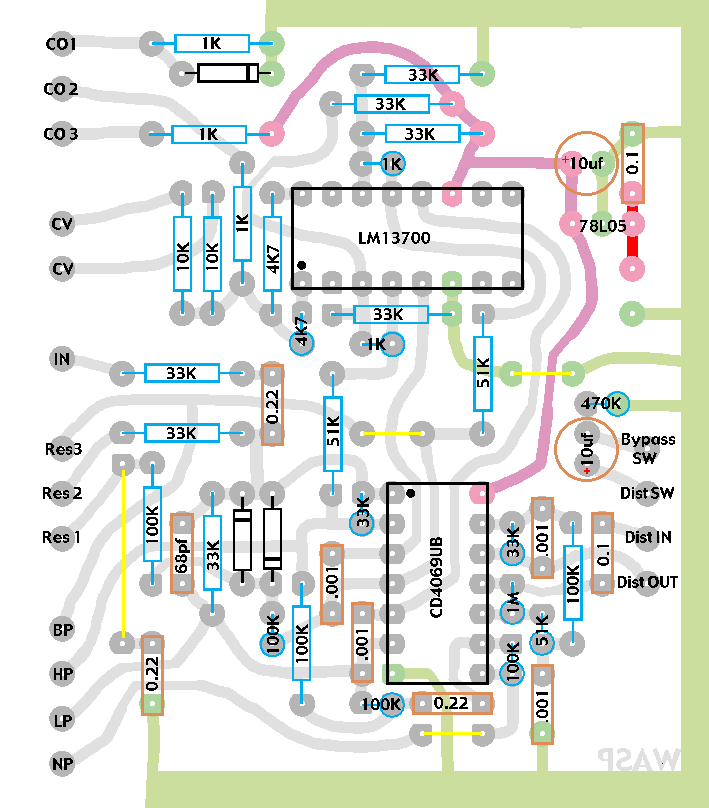 CO1
1K
33K
CO 2
33K
CO 3
1K
33K
1K
+10uf
0.1
CV
10K
10K
1K
4K7
LM13700
78L05
CV
4K7
33K
1K
IN
33K
0.22
51K
51K
470K
33K
Res3
+10uf
Bypass
SW
Res 2
Dist SW
100K
68pf
33K
33K
CD4069UB
33K
.001
100K
0.1
Res 1
Dist IN
.001
1M
Dist OUT
BP
100K
100K
.001
51K
HP
0.22
100K
LP
100K
0.22
.001
NP
WASP